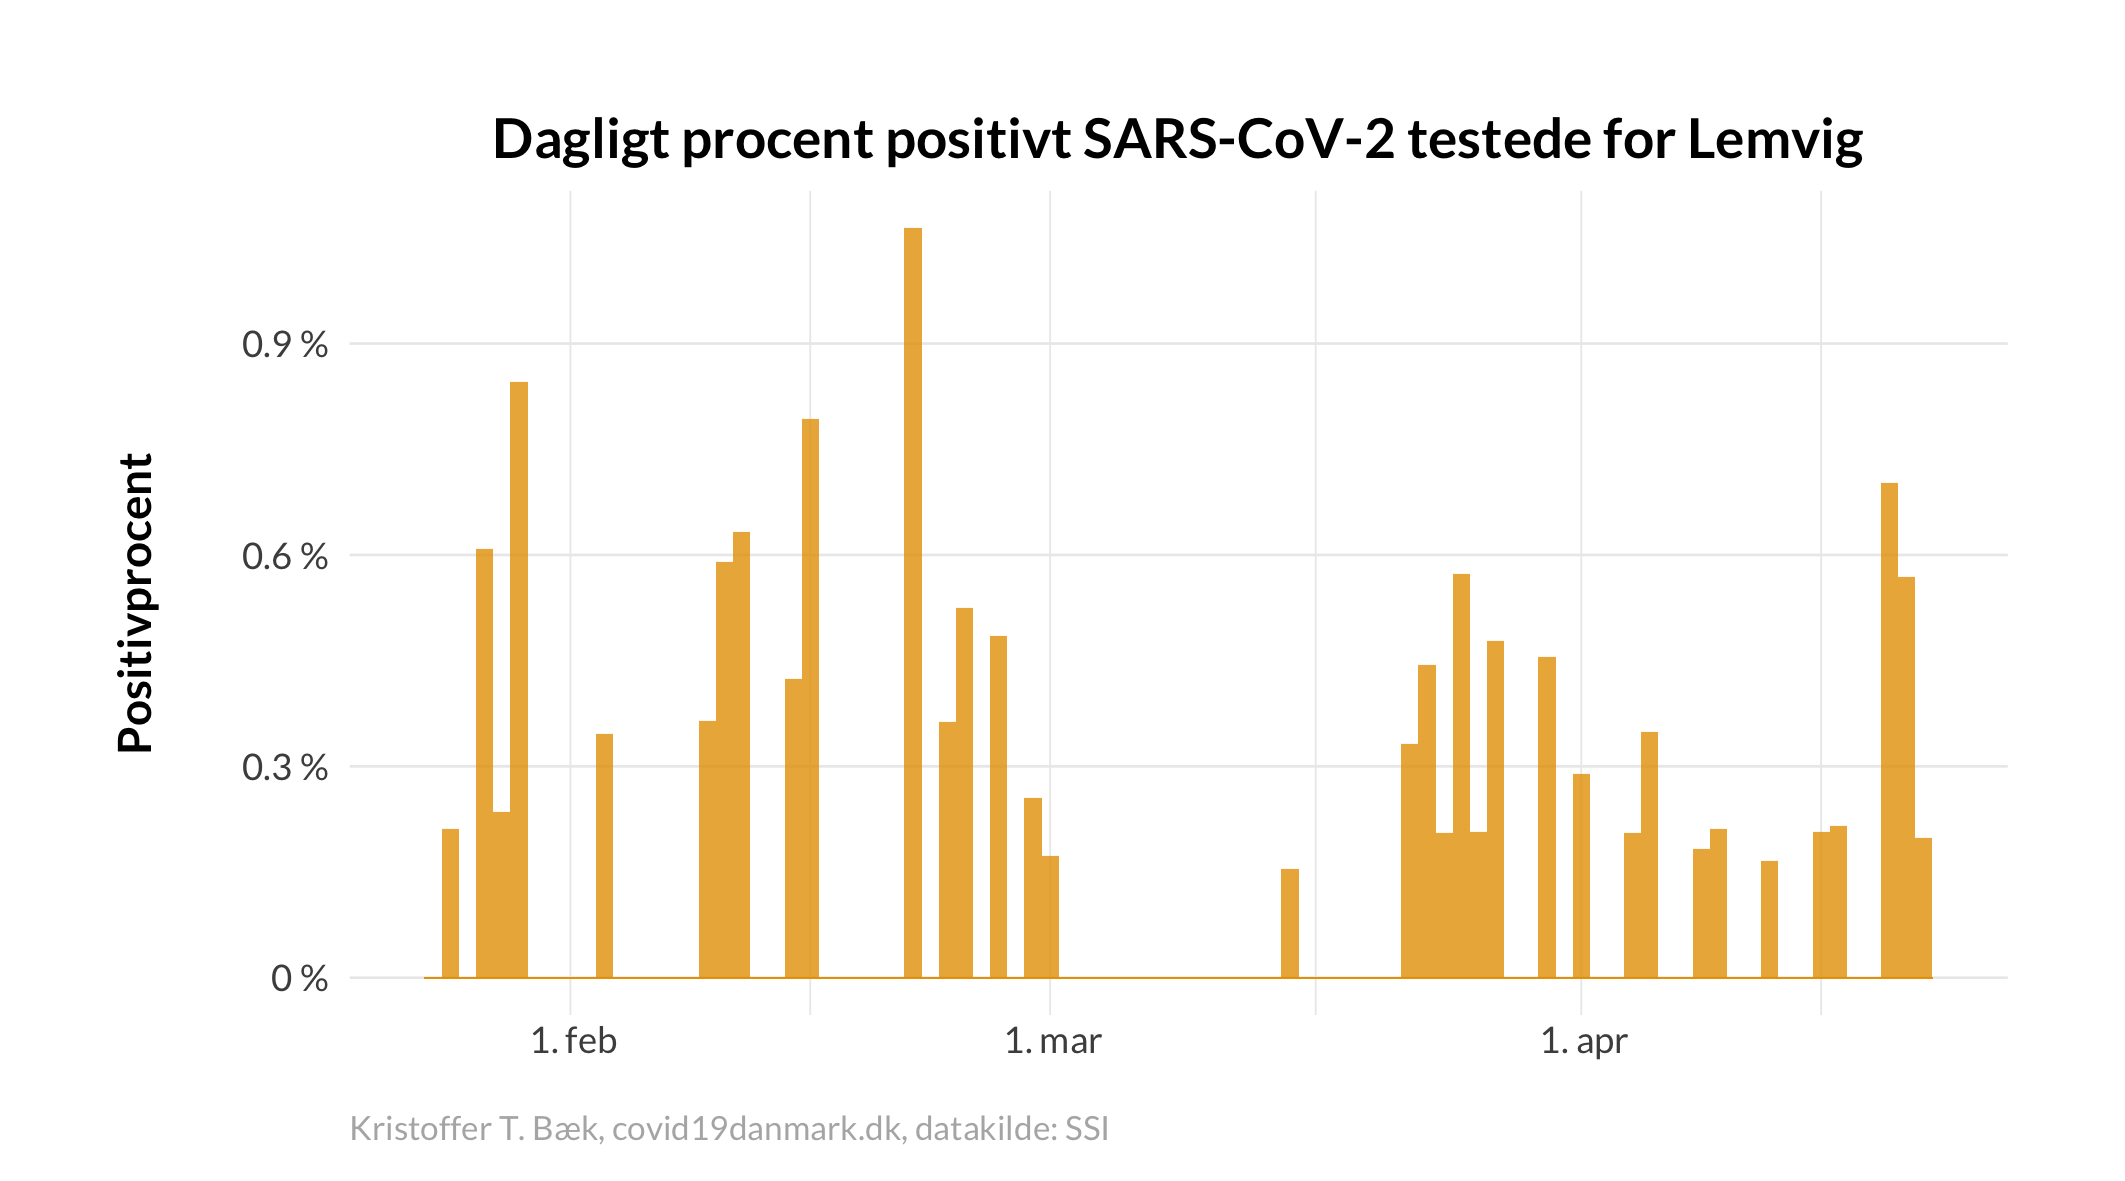 Dagligt procent positivt SARS-CoV-2 testede for Lemvig
Positivprocent
0.9 %
0.6 %
0.3 %
0 %
1. feb
1. mar
1. apr
Kristoffer T. Bæk, covid19danmark.dk, datakilde: SSI